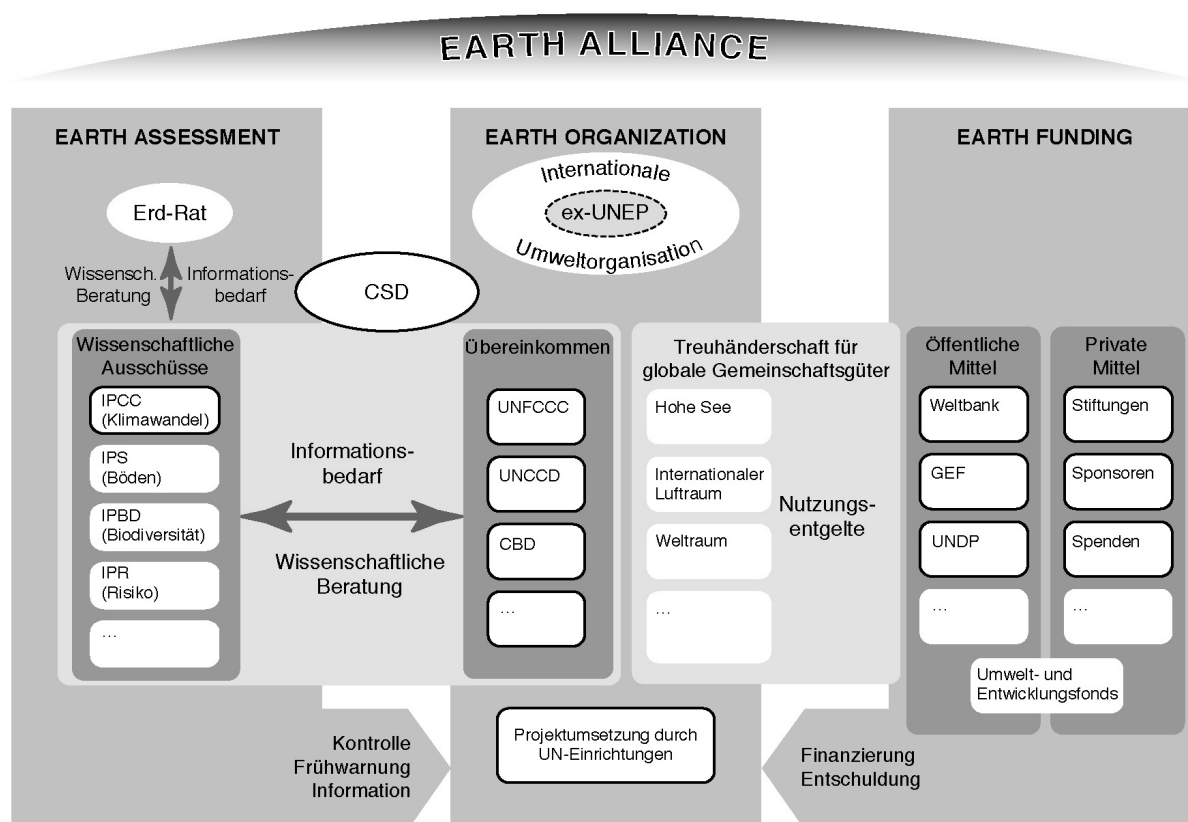 EARTH ALLIANCE
EARTH ASSESSMENT
Erd-Rat
Wissensch.
Beratung
Informations-
bedarf
CSD
Wissenschaftliche
Ausschüsse
IPCC
(Klimawandel)
IPS
(Böden)
IPBD
(Biodiversität)
IPR
(Risiko)
...
Informations-
bedarf
Wissenschaftliche
Beratung
EARTH ORGANIZATION
Internationale
ex-UNEP
Umweltorganisation
Übereinkommen
UNFCCC
UNCCD
CBD
...
Treuhänderschaft für
globale Gemeinschaftsgüter
Hohe See
Internationaler
Luftraum
Weltraum
...
Nutzungs-
entgelte
EARTH FUNDING
Öffentliche
Mittel
Weltbank
GEF
UNDP
...
Private
Mittel
Stiftungen
Sponsoren
Spenden
...
Umwelt- und
Entwicklungsfonds
Kontrolle
Frühwarnung
Information
Projektumsetzung durch
UN-Einrichtungen
Finanzierung
Entschuldung